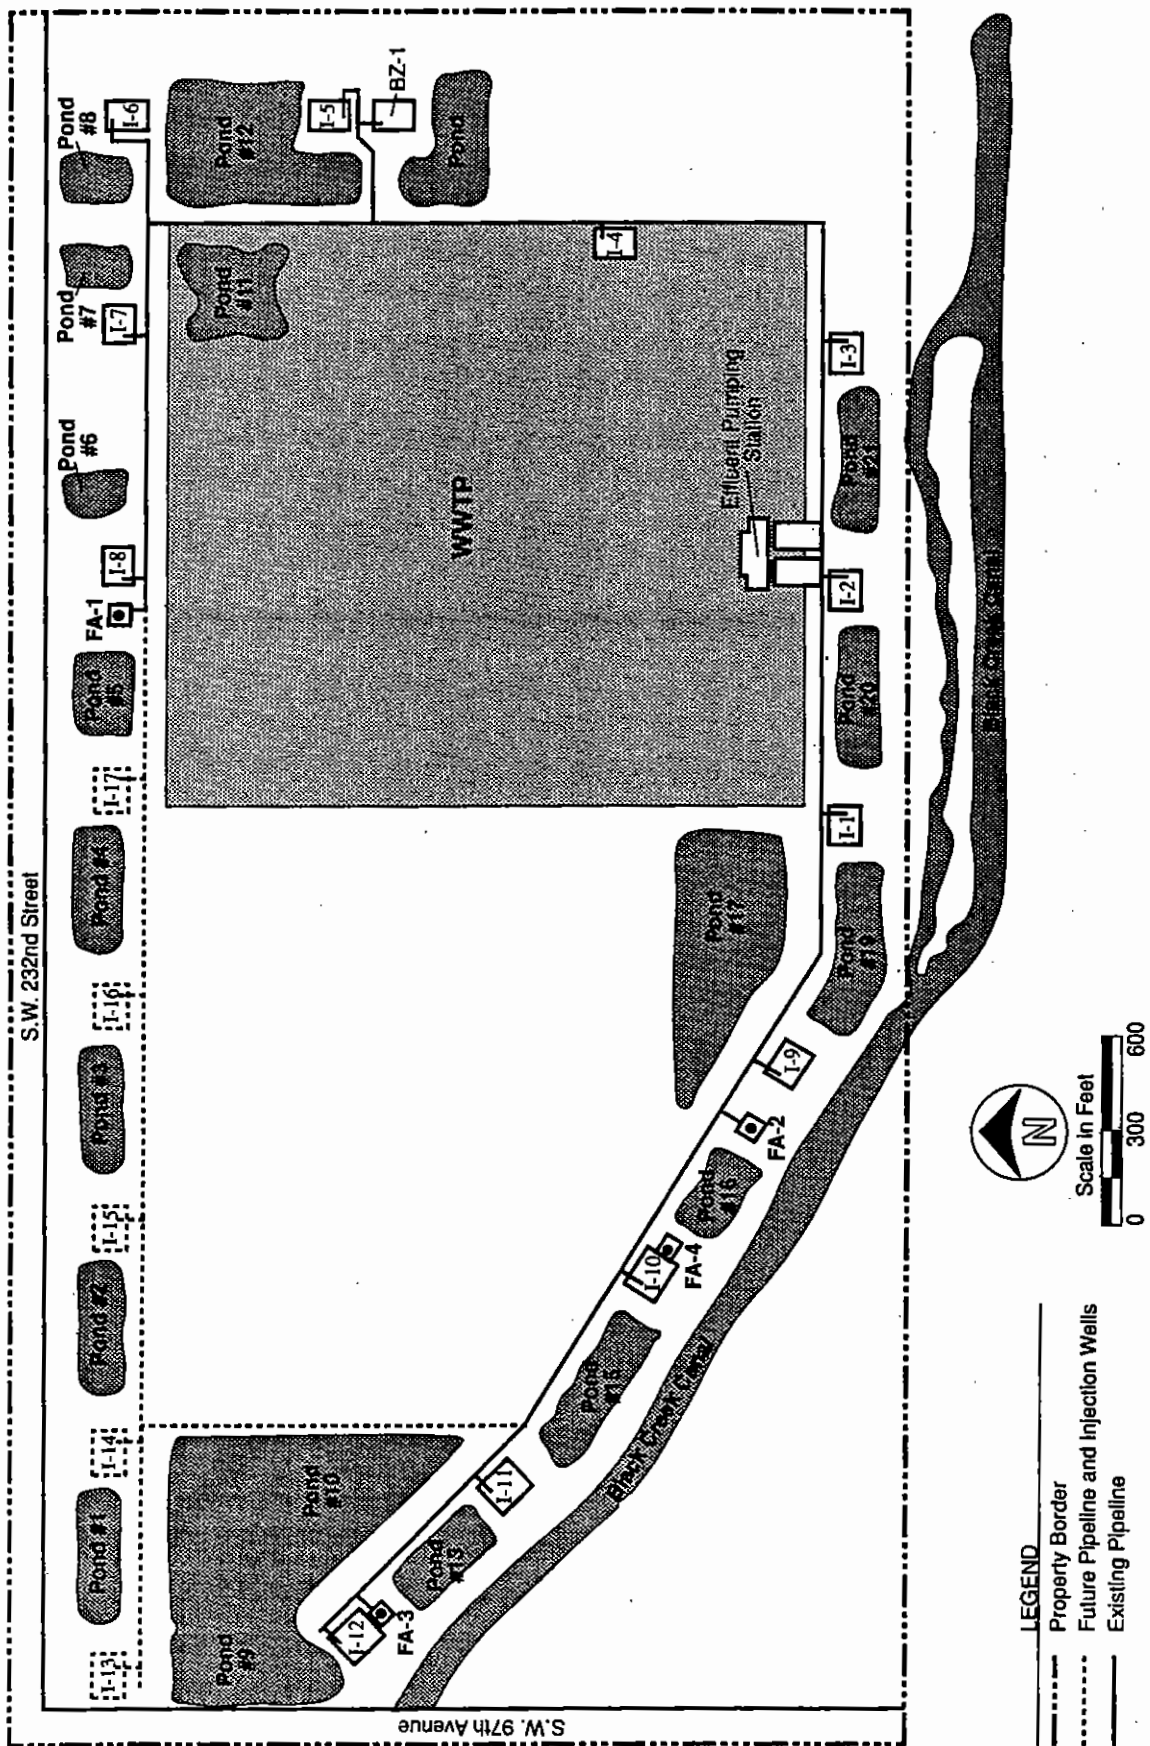 S.W. 232nd Street
I-13
Pond #1
I-14
Pond #2
I-15
Pond #3
I-16
Pond #4
I-17
Pond
#5
FA-1
I-8
Pond
#6
Pond
#7
I-7
Pond
#8
I-6
Pond
#9
Pond
#10
Pond
#11
Pond
#12
I-5
BZ-1
Pond
I-4
WWTP
Effluent Pumping
Station
I-12
FA-3
Pond
#13
I-11
Pond
#15
I-10
FA-4
Pond
#16
FA-2
I-9
Pond
#17
Pond
#19
I-1
Pond
#20
I-2
Pond
#21
I-3
Black Creek Canal
Black Creek Canal
S.W. 97th Avenue
N
Scale in Feet
0 300 600
LEGEND
Property Border
Future Pipeline and Injection Wells
Existing Pipeline